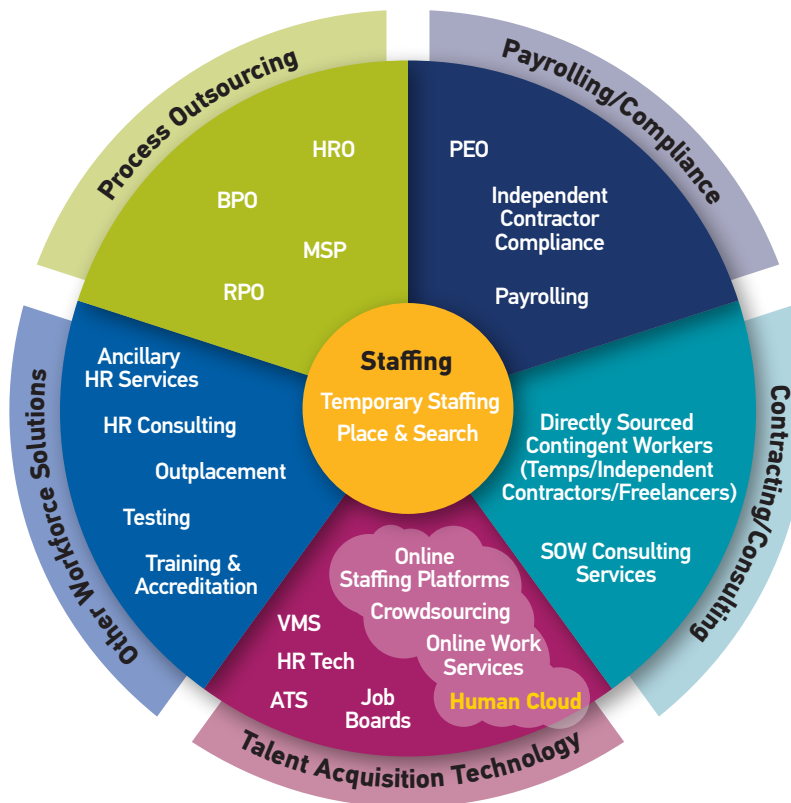 Process Outsourcing
HRO
BPO
MSP
RPO
Payrolling/Compliance
PEO
Independent
Contractor
Compliance
Payrolling
Staffing
Temporary Staffing
Place & Search
Other Workforce Solutions
Ancillary
HR Services
HR Consulting
Outplacement
Testing
Training &
Accreditation
Contracting/Consulting
Directly Sourced
Contingent Workers
(Temps/Independent
Contractors/Freelancers)
SOW Consulting
Services
Online
Staffing Platforms
Crowdsourcing
Online Work
Services
Human Cloud
VMS
HR Tech
ATS
Job
Boards
Talent Acquisition Technology